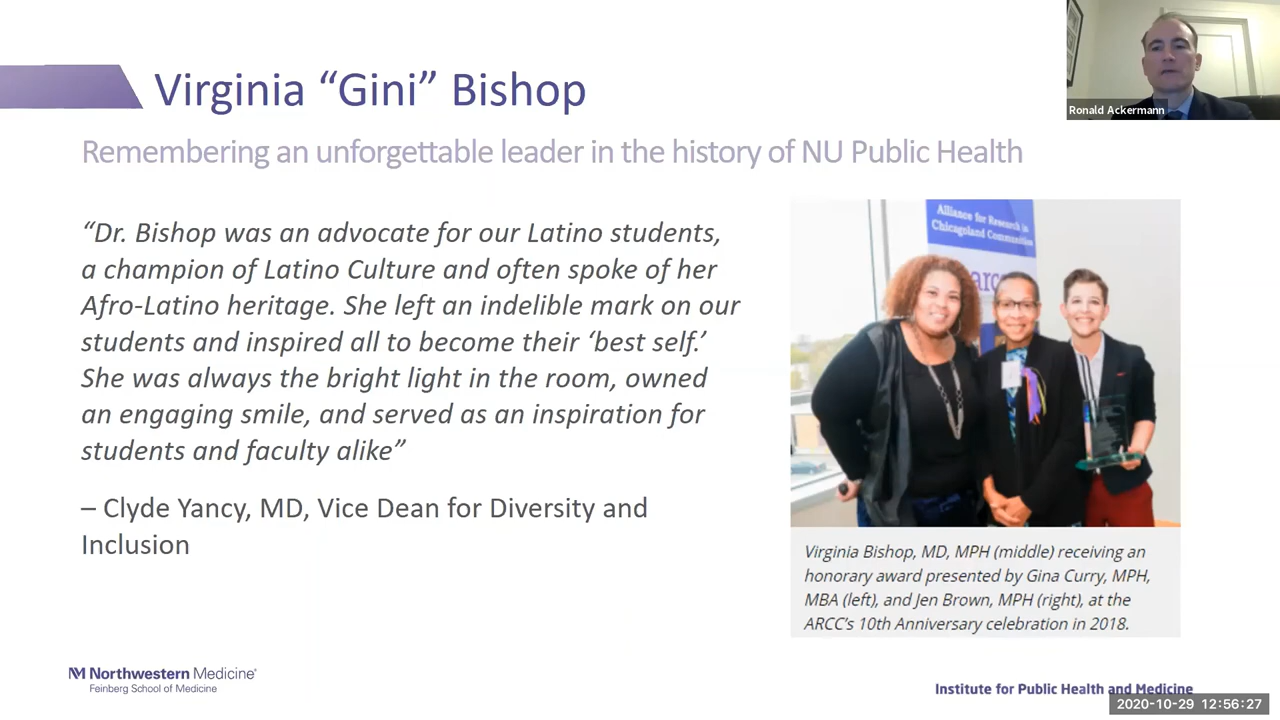 Virginia “Gini” Bishop
Ronald Ackermann
Remembering an unforgettable leader in the history of NU Public Health
“Dr. Bishop was an advocate for our Latino students,
a champion of Latino Culture and often spoke of her
Afro-Latino heritage. She left an indelible mark on our
students and inspired all to become their ‘best self.’
She was always the bright light in the room, owned
an engaging smile, and served as an inspiration for
students and faculty alike”
– Clyde Yancy, MD, Vice Dean for Diversity and
Inclusion
Alliance for Research in
Chicagoland Communities
arcc
Virginia Bishop, MD, MPH (middle) receiving an
honorary award presented by Gina Curry, MPH,
MBA (left), and Jen Brown, MPH (right), at the
ARCC’s 10th Anniversary celebration in 2018.
Northwestern Medicine®
Feinberg School of Medicine
Institute for Public Health and Medicine
2020-10-29 12:56:27